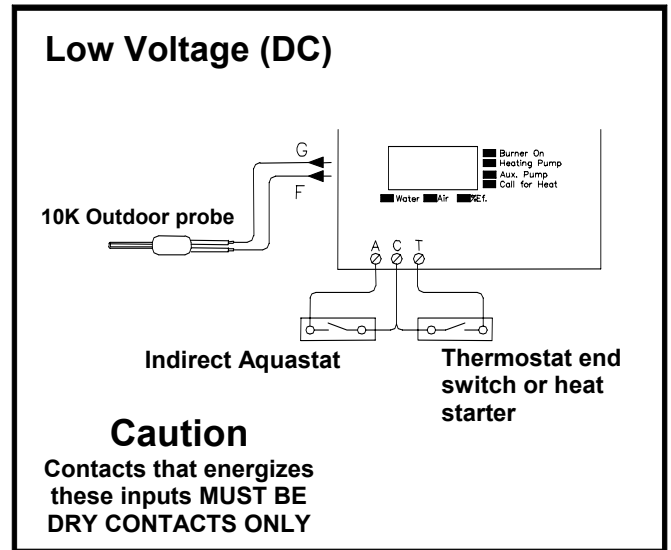 Low Voltage (DC)
G
F
10K Outdoor probe
Burner On
Heating Pump
Aux. Pump
Call for Heat
Water Air %Ef.
A C T
Indirect Aquastat
Thermostat end
switch or heat
starter
Caution
Contacts that energizes
these inputs MUST BE
DRY CONTACTS ONLY